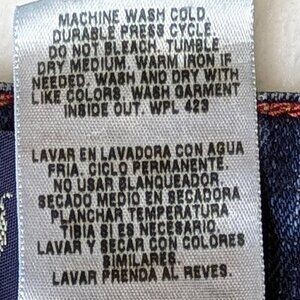 MACHINE WASH COLD,
DURABLE PRESS CYCLE.
DO NOT BLEACH. TUMBLE
DRY MEDIUM. WARM IRON IF
NEEDED. WASH AND DRY WITH
LIKE COLORS. WASH GARMENT
INSIDE OUT. WPL 423
LAVAR EN LAVADORA CON AGUA
FRIA. CICLO PERMANENTE.
NO USAR BLANQUEADOR.
SECADO MEDIO EN SECADORA
PLANCHAR TEMPERATURA
TIBIA SI ES NECESARIO.
LAVAR Y SECAR CON COLORES
SIMILARES.
LAVAR PRENDA AL REVES.